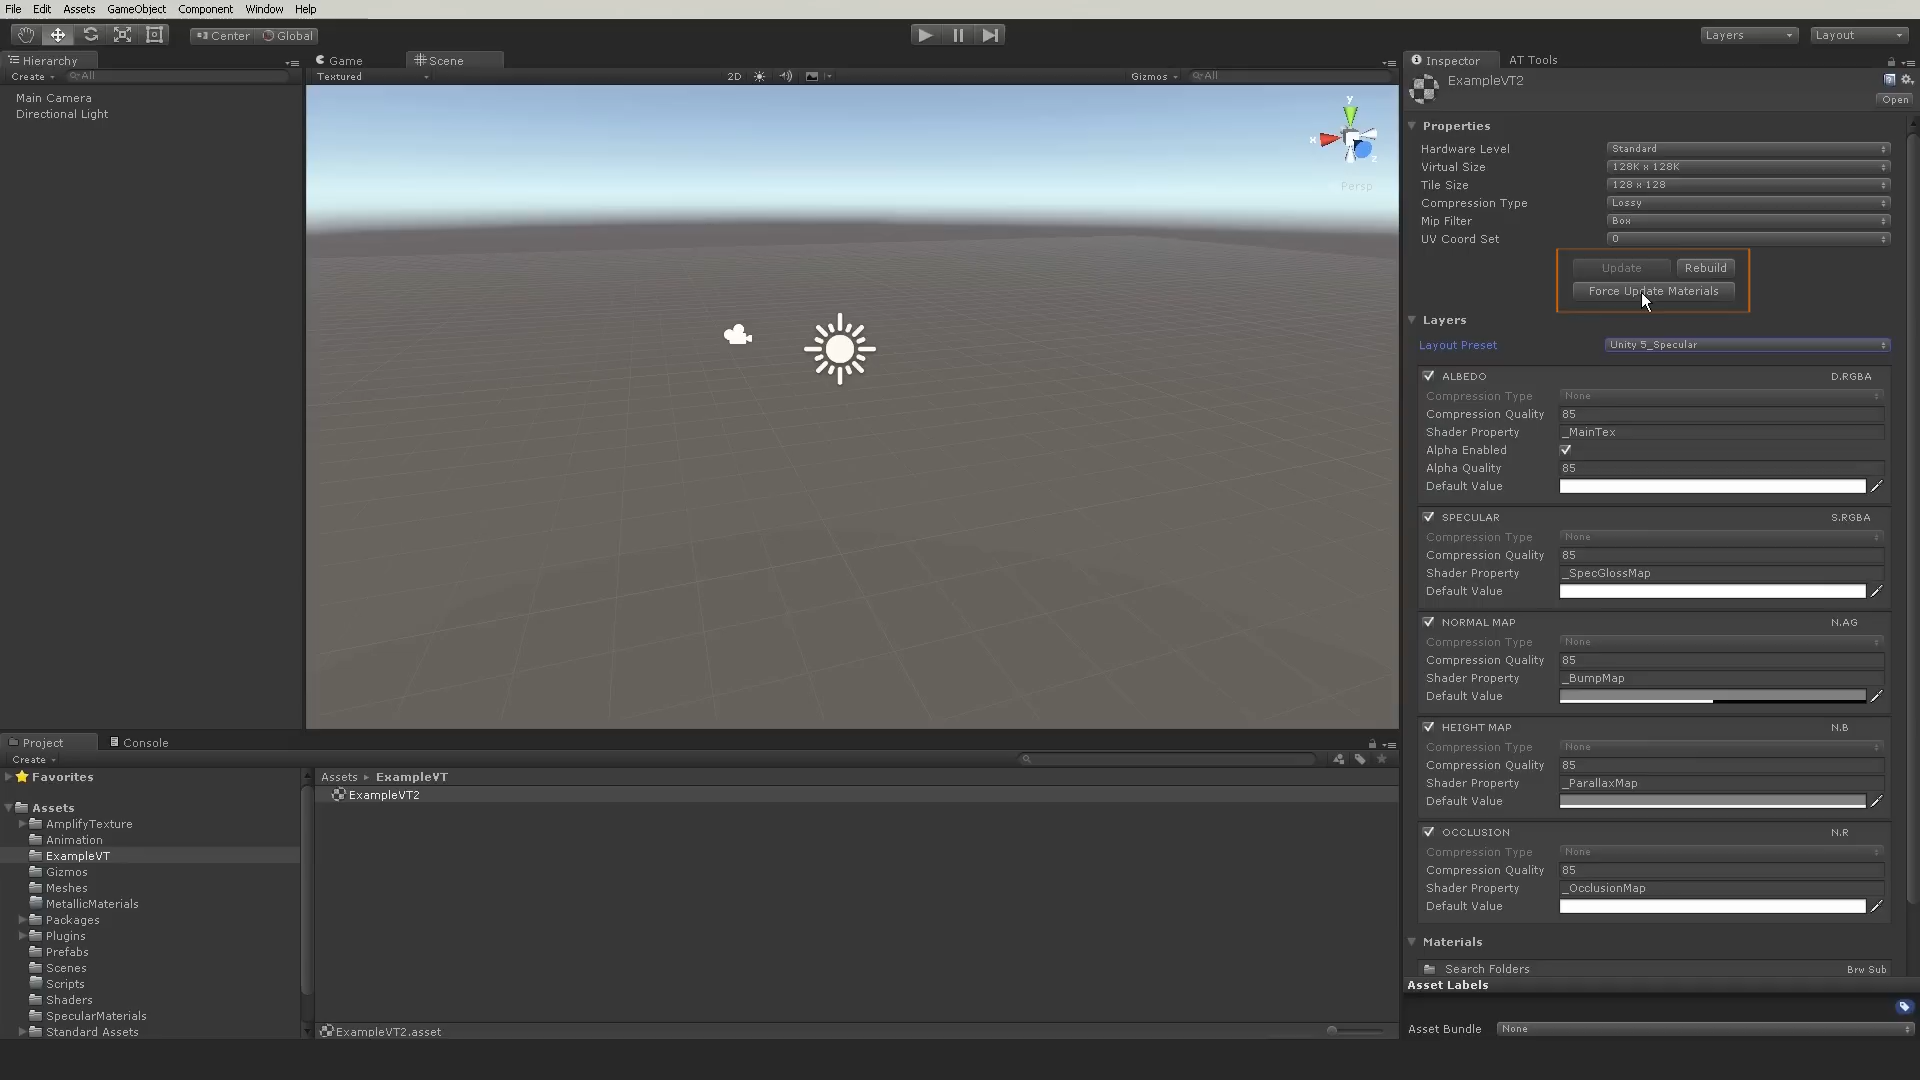 File Edit Assets GameObject Component Window Help
Center Global
Layers Layout
Hierarchy
Create All
Main Camera
Directional Light
Game Scene
Textured 2D Gizmos All
y
x
z
Persp
Inspector AT Tools
ExampleVT2
Open
Properties
Hardware Level Standard
Virtual Size 128K x 128K
Tile Size 128 x 128
Compression Type Lossy
Mip Filter Box
UV Coord Set 0
Update Rebuild
Force Update Materials
Layers
Layout Preset Unity 5_Specular
ALBEDO D.RGBA
Compression Type None
Compression Quality 85
Shader Property _MainTex
Alpha Enabled
Alpha Quality 85
Default Value
SPECULAR S.RGBA
Compression Type None
Compression Quality 85
Shader Property _SpecGlossMap
Default Value
NORMAL MAP N.AG
Compression Type None
Compression Quality 85
Shader Property _BumpMap
Default Value
HEIGHT MAP N.B
Compression Type None
Compression Quality 85
Shader Property _ParallaxMap
Default Value
OCCLUSION N.R
Compression Type None
Compression Quality 85
Shader Property _OcclusionMap
Default Value
Materials
Search Folders Brw Sub
Asset Labels
Asset Bundle None
Project Console
Create
Favorites
Assets
AmplifyTexture
Animation
ExampleVT
Gizmos
Meshes
MetallicMaterials
Packages
Plugins
Prefabs
Scenes
Scripts
Shaders
SpecularMaterials
Standard Assets
Assets ExampleVT
ExampleVT2
ExampleVT2.asset